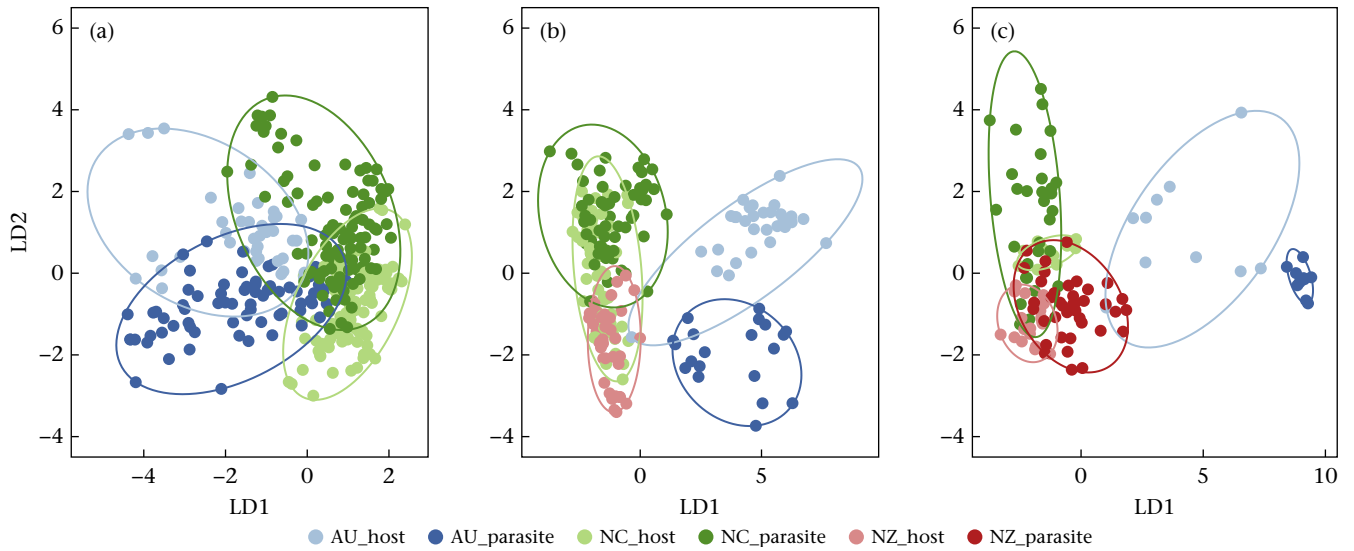 (a) (b) (c)
6 6 6
4 4 4
2 2 2
LD2
0 0 0
−2 −2 −2
−4 −4 −4
−4 −2 0 2 0 5 0 5 10
LD1 LD1 LD1
AU_host AU_parasite NC_host NC_parasite NZ_host NZ_parasite